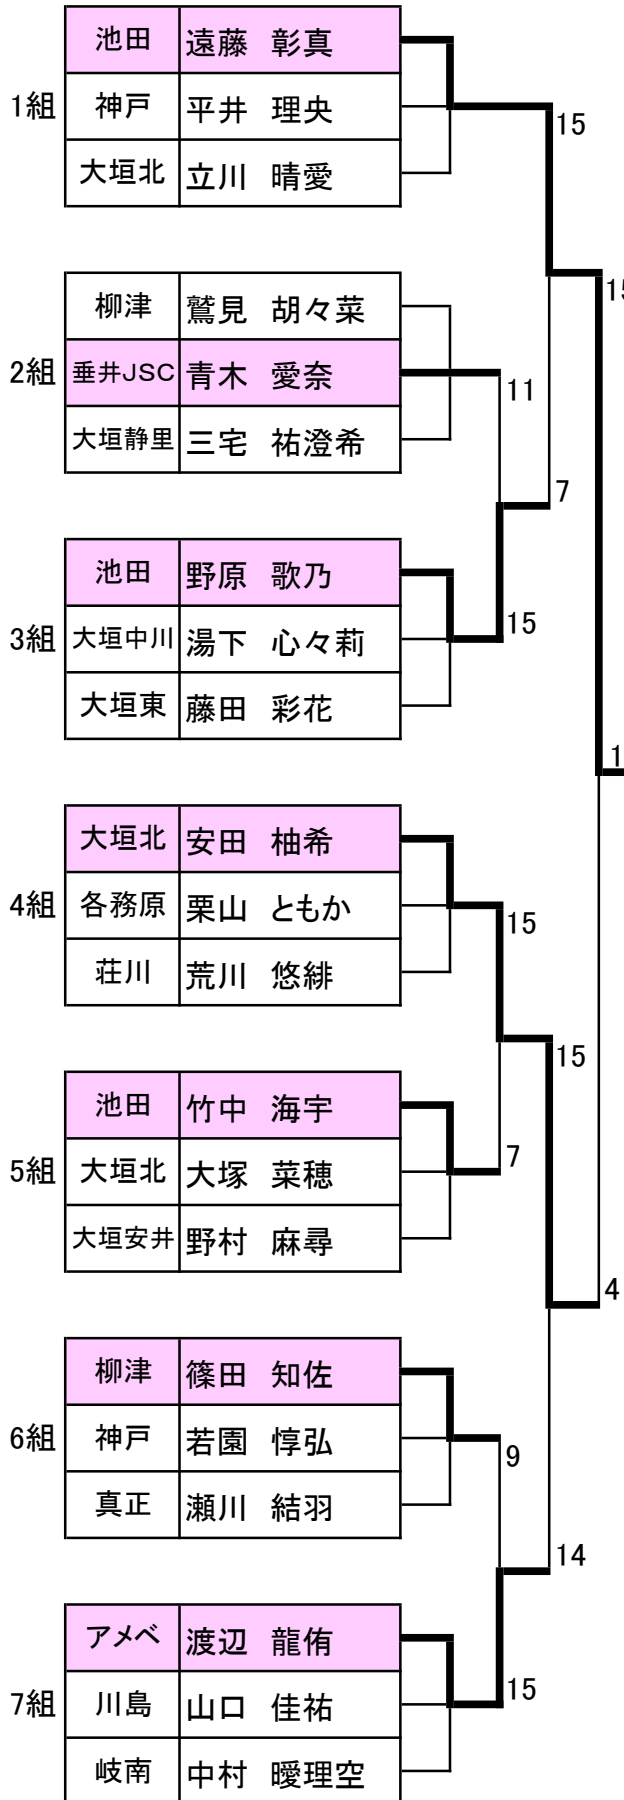 池田 遠藤 彰真
1組 神戸 平井 理央 15
大垣北 立川 晴愛
柳津 鷲見 胡々菜
2組 垂井JSC 青木 愛奈 11
大垣静里 三宅 祐澄希
7
池田 野原 歌乃
3組 大垣中川 湯下 心々莉 15
大垣東 藤田 彩花
大垣北 安田 柚希
4組 各務原 栗山 ともか 15
荘川 荒川 悠緋
15
池田 竹中 海宇
5組 大垣北 大塚 菜穂 7
大垣安井 野村 麻尋
4
柳津 篠田 知佐
6組 神戸 若園 惇弘 9
真正 瀬川 結羽
14
アメベ 渡辺 龍侑
7組 川島 山口 佳祐 15
岐南 中村 曖理空